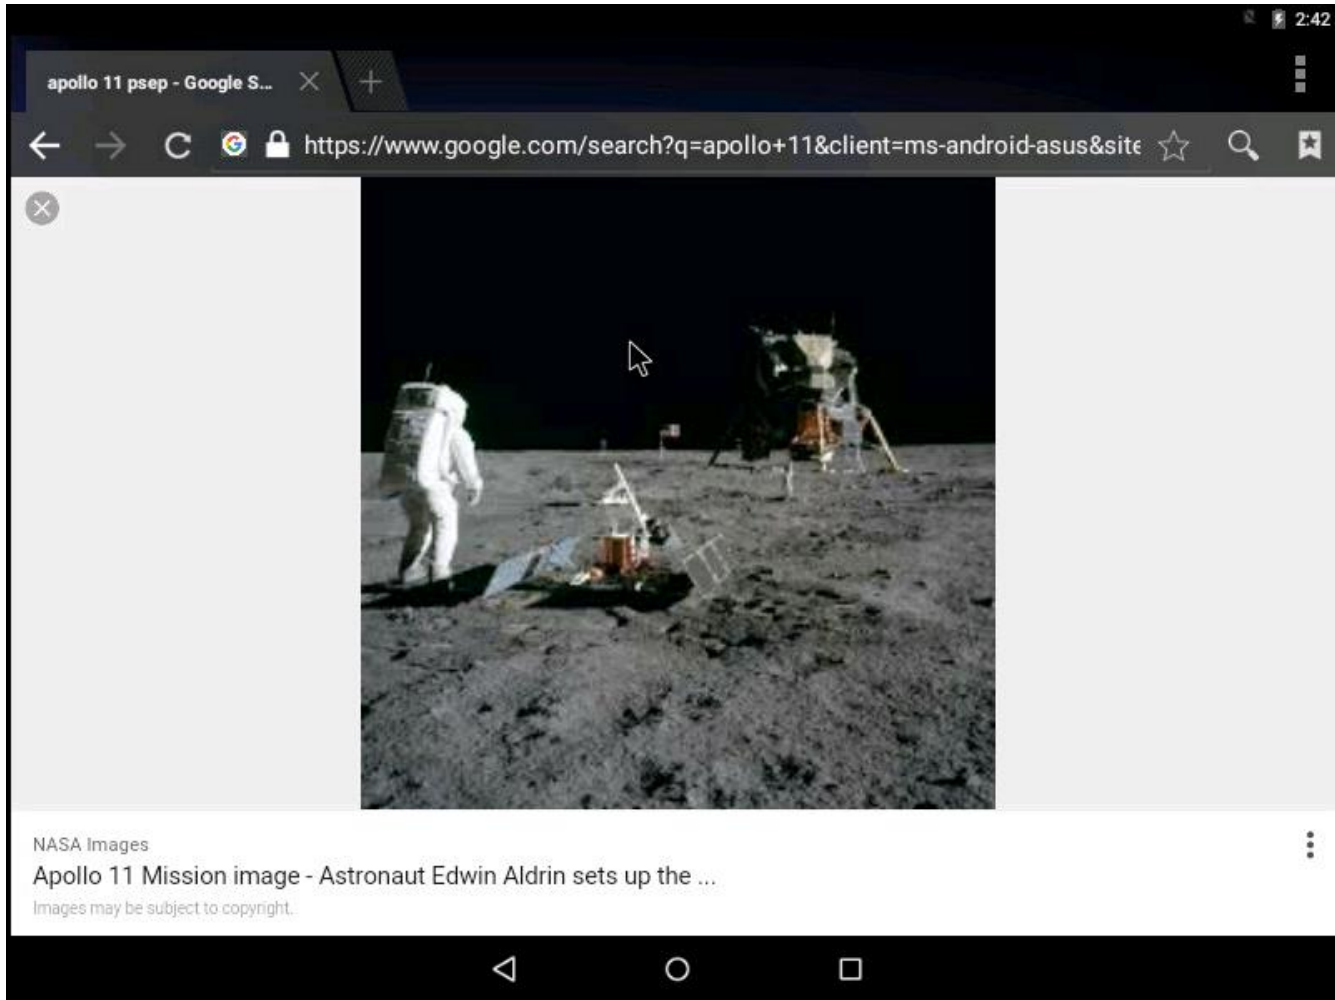 2:42
apollo 11 psep - Google S...
https://www.google.com/search?q=apollo+11&client=ms-android-asus&site
NASA Images
Apollo 11 Mission image - Astronaut Edwin Aldrin sets up the ...
Images may be subject to copyright.